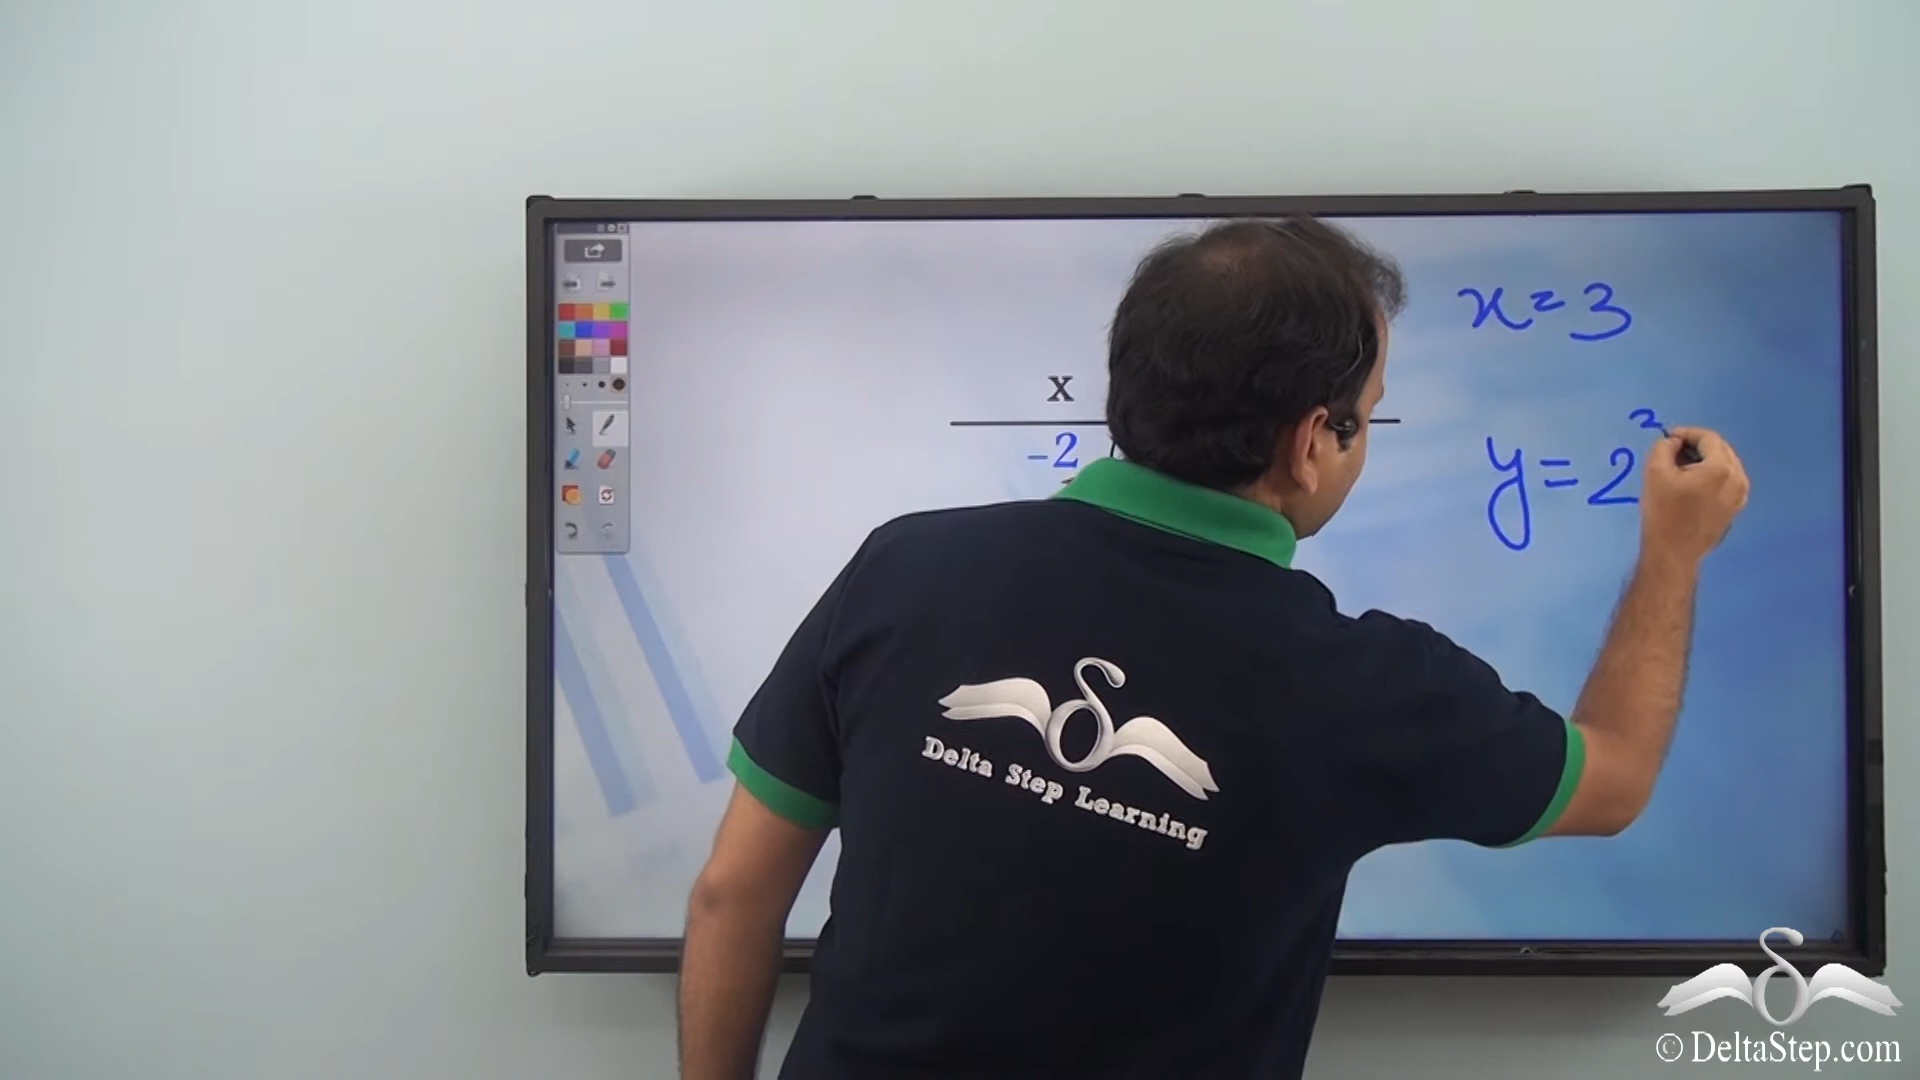 x = 3
x
-2
y = 2
Delta Step Learning
© DeltaStep.com